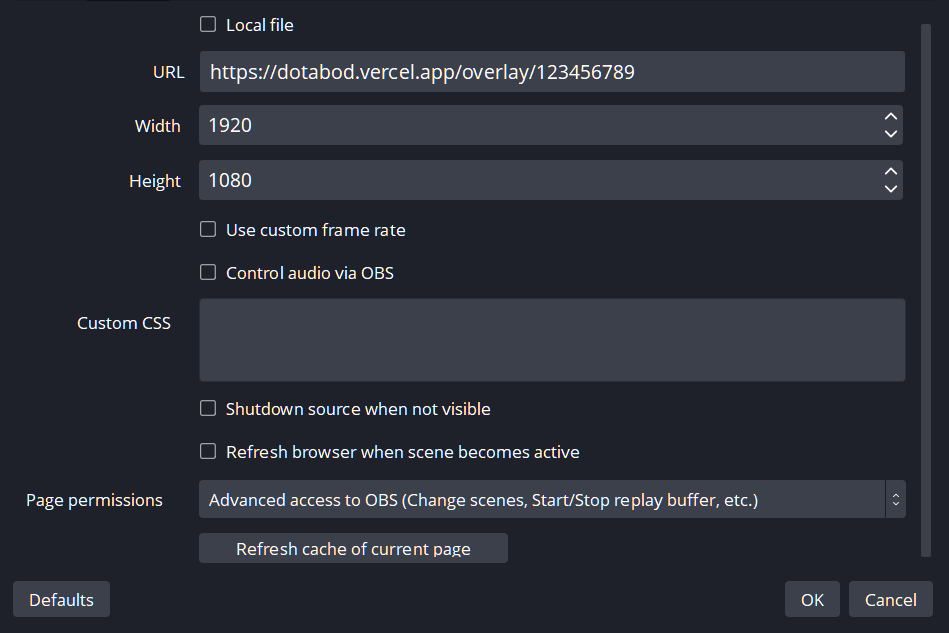 Local file
URL
https://dotabod.vercel.app/overlay/123456789
Width
1920
Height
1080
Use custom frame rate
Control audio via OBS
Custom CSS
Shutdown source when not visible
Refresh browser when scene becomes active
Page permissions
Advanced access to OBS (Change scenes, Start/Stop replay buffer, etc.)
Refresh cache of current page
Defaults
OK
Cancel